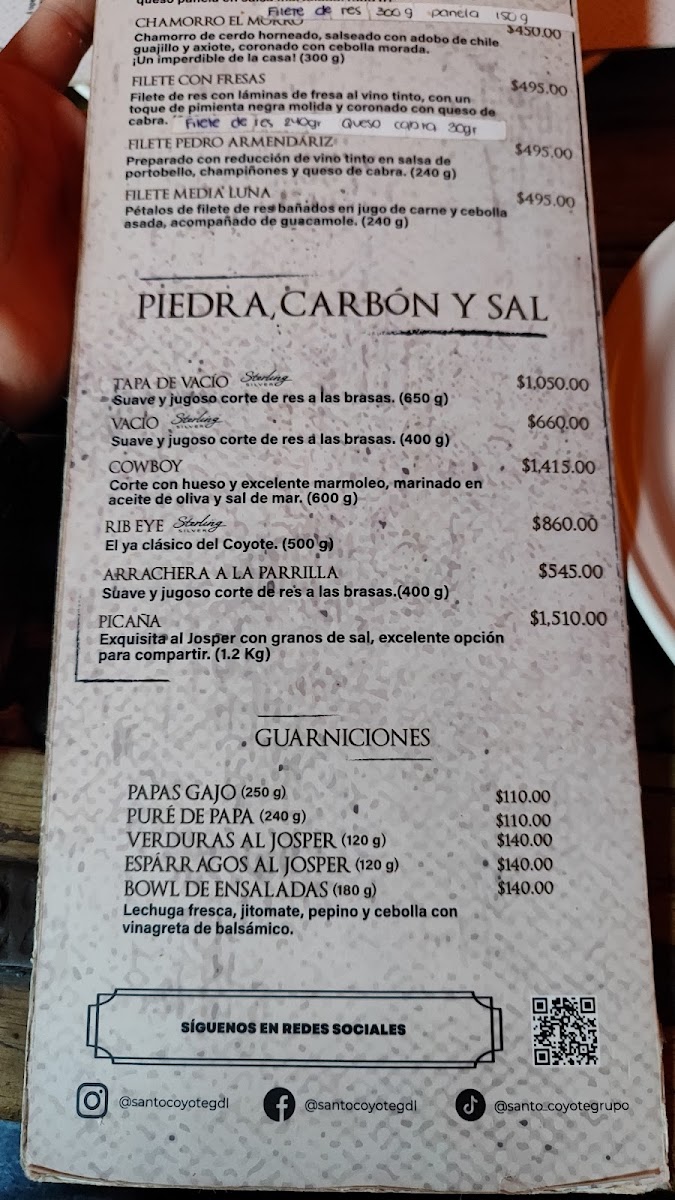 Filete de res 300 g panela 150 g
CHAMORRO EL MORRO $450.00
Chamorro de cerdo horneado, salseado con adobo de chile
guajillo y axiote, coronado con cebolla morada.
¡Un imperdible de la casa! (300 g)
FILETE CON FRESAS $495.00
Filete de res con láminas de fresa al vino tinto, con un
toque de pimienta negra molida y coronado con queso de
cabra. Filete de res 240gr Queso cabra 30gr
FILETE PEDRO ARMENDÁRIZ $495.00
Preparado con reducción de vino tinto en salsa de
portobello, champiñones y queso de cabra. (240 g)
FILETE MEDIA LUNA $495.00
Pétalos de filete de res bañados en jugo de carne y cebolla
asada, acompañado de guacamole. (240 g)
PIEDRA, CARBÓN Y SAL
TAPA DE VACÍO Sterling SILVER $1,050.00
Suave y jugoso corte de res a las brasas. (650 g)
VACÍO Sterling SILVER $660.00
Suave y jugoso corte de res a las brasas. (400 g)
COWBOY $1,415.00
Corte con hueso y excelente marmoleo, marinado en
aceite de oliva y sal de mar. (600 g)
RIB EYE Sterling SILVER $860.00
El ya clásico del Coyote. (500 g)
ARRACHERA A LA PARRILLA $545.00
Suave y jugoso corte de res a las brasas.(400 g)
PICAÑA $1,510.00
Exquisita al Josper con granos de sal, excelente opción
para compartir. (1.2 Kg)
GUARNICIONES
PAPAS GAJO (250 g) $110.00
PURÉ DE PAPA (240 g) $110.00
VERDURAS AL JOSPER (120 g) $140.00
ESPÁRRAGOS AL JOSPER (120 g) $140.00
BOWL DE ENSALADAS (180 g) $140.00
Lechuga fresca, jitomate, pepino y cebolla con
vinagreta de balsámico.
SÍGUENOS EN REDES SOCIALES
@santocoyotegdl @santocoyotegdl @santo_coyotegrupo